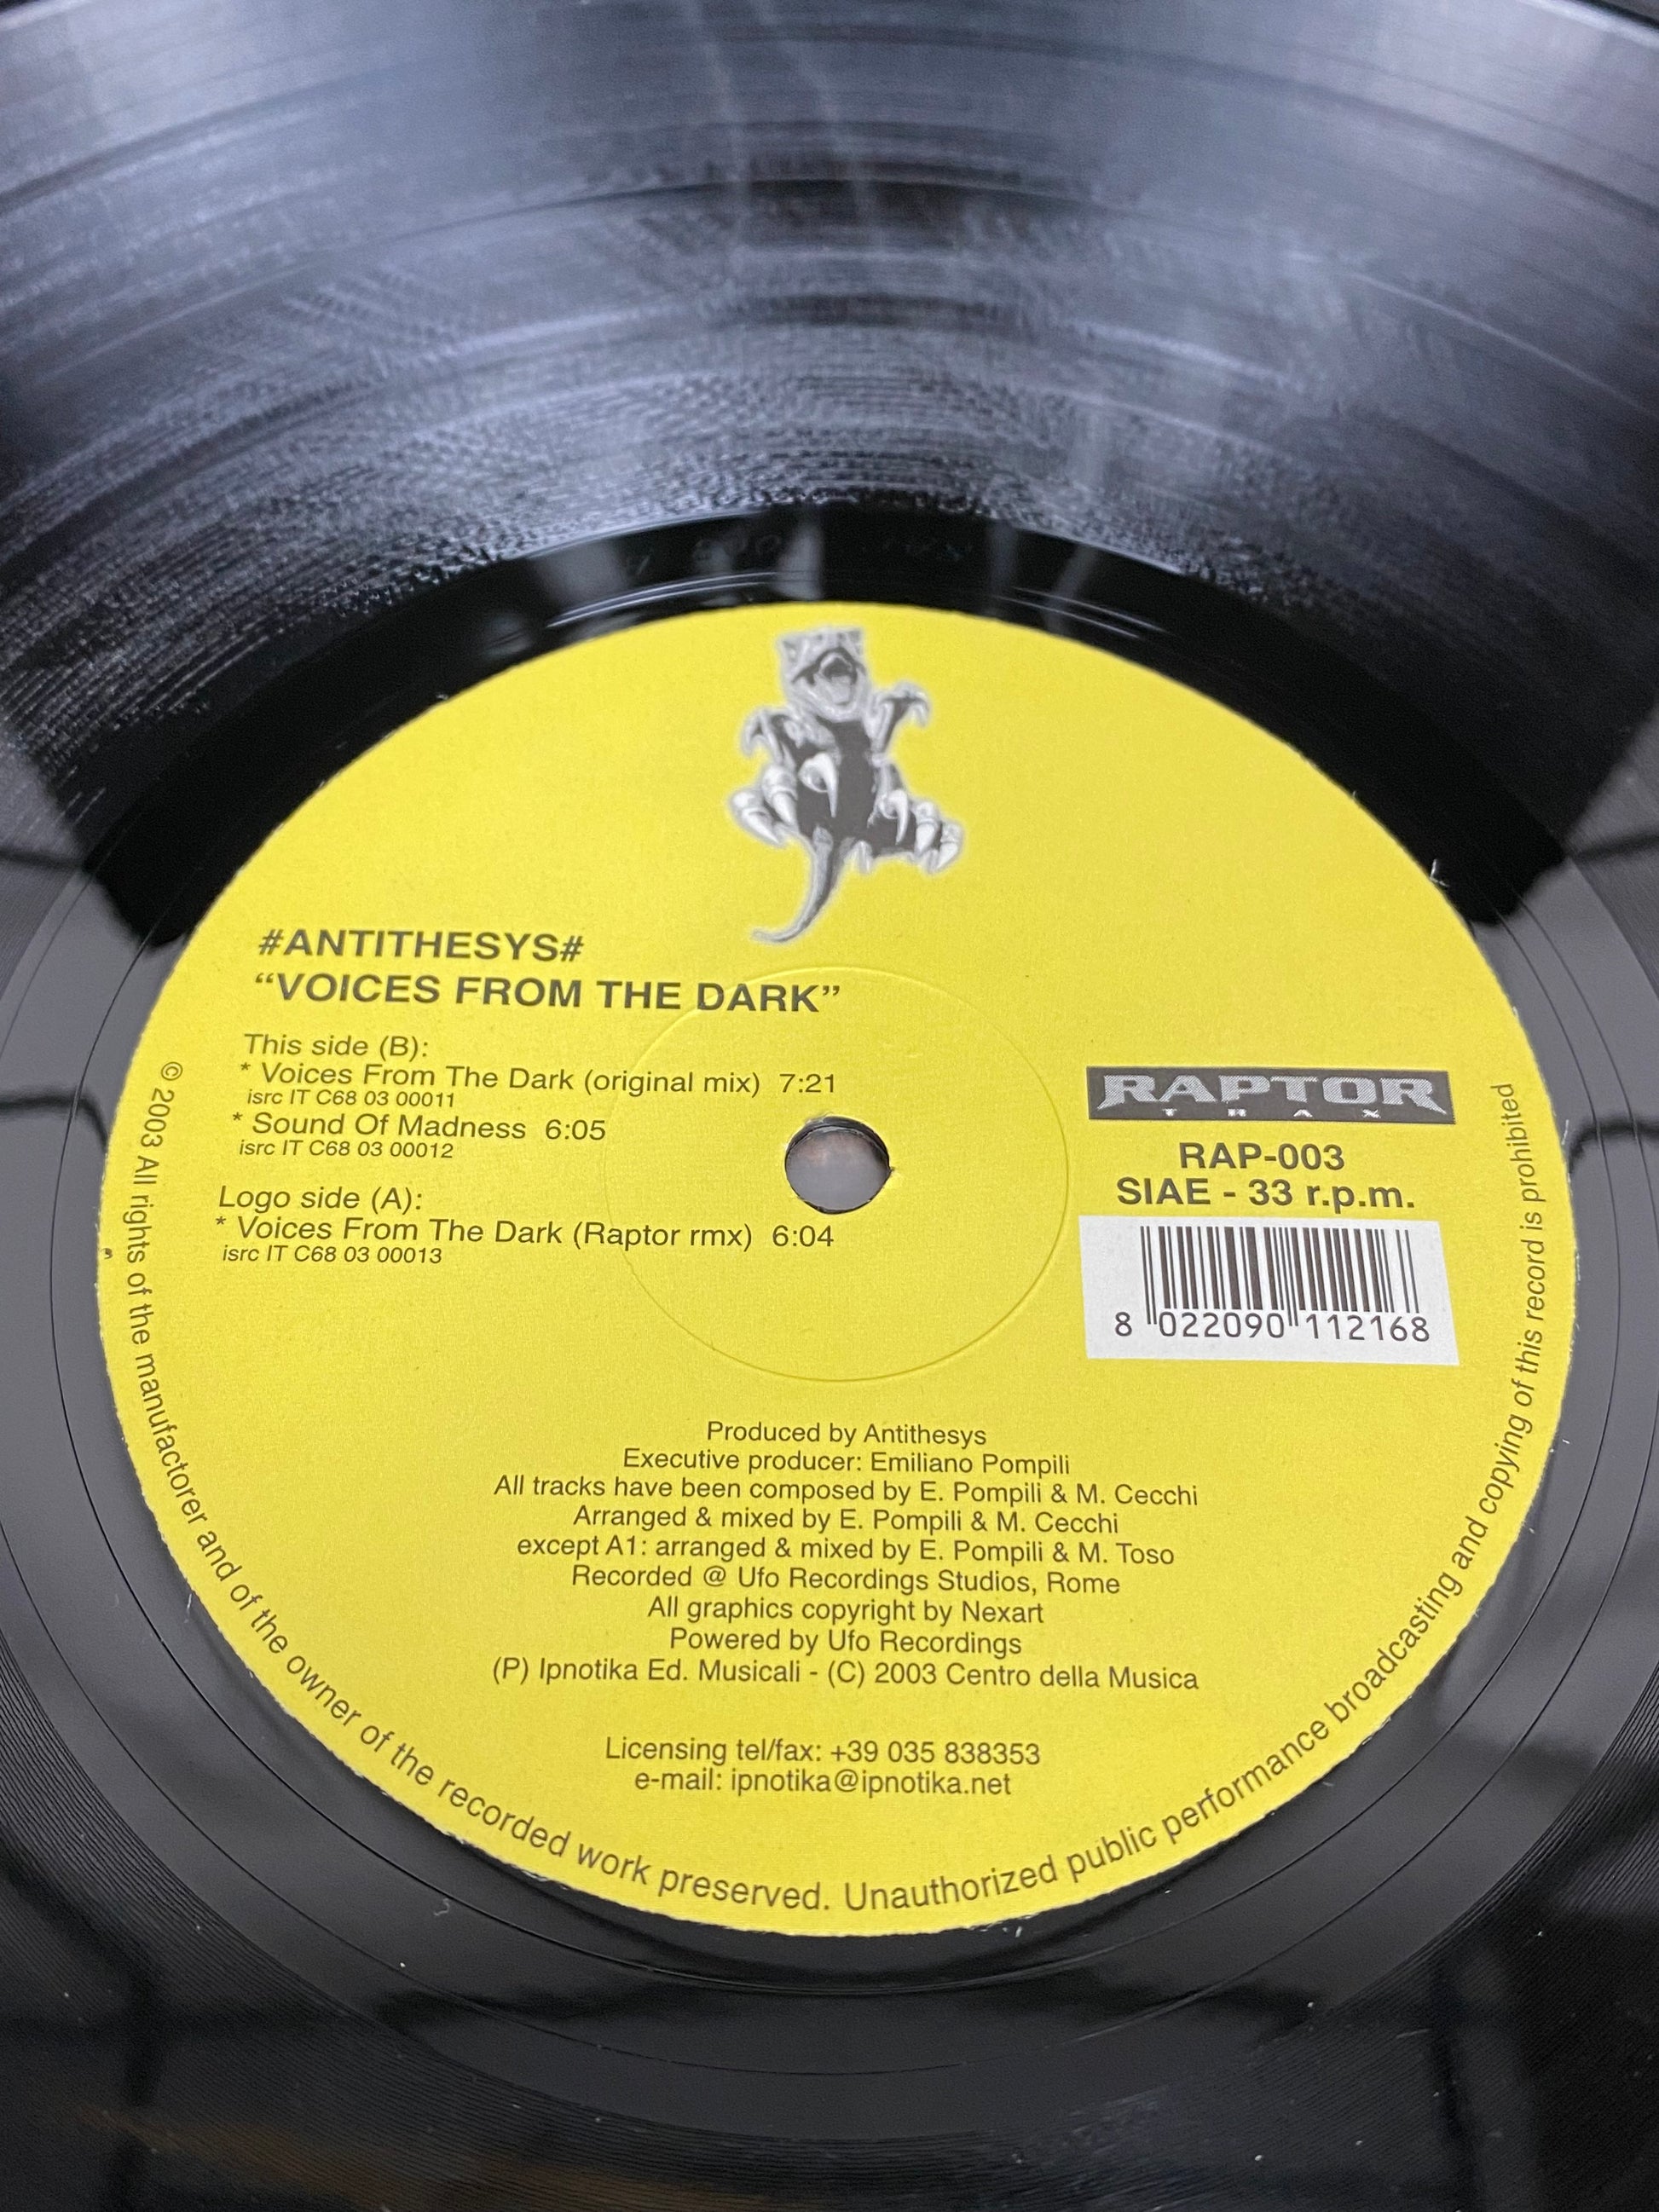 #ANTITHESYS#
“VOICES FROM THE DARK”
This side (B):
* Voices From The Dark (original mix) 7:21
isrc IT C68 03 00011
* Sound Of Madness 6:05
isrc IT C68 03 00012
Logo side (A):
* Voices From The Dark (Raptor rmx) 6:04
isrc IT C68 03 00013
RAPTOR
TRAX
RAP-003
SIAE - 33 r.p.m.
8 022090 112168
Produced by Antithesys
Executive producer: Emiliano Pompili
All tracks have been composed by E. Pompili & M. Cecchi
Arranged & mixed by E. Pompili & M. Cecchi
except A1: arranged & mixed by E. Pompili & M. Toso
Recorded @ Ufo Recordings Studios, Rome
All graphics copyright by Nexart
Powered by Ufo Recordings
(P) Ipnotika Ed. Musicali - (C) 2003 Centro della Musica
Licensing tel/fax: +39 035 838353
e-mail: ipnotika@ipnotika.net
© 2003 All rights of the manufactorer and of the owner of the recorded work preserved. Unauthorized public performance broadcasting and copying of this record is prohibited